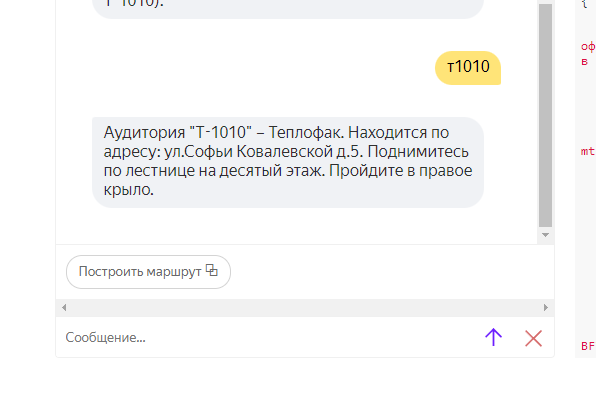 Т-1010).
{
оф
в
т1010
Аудитория "Т-1010" – Теплофак. Находится по
адресу: ул.Софьи Ковалевской д.5. Поднимитесь
по лестнице на десятый этаж. Пройдите в правое
крыло.
mt
Построить маршрут
Сообщение...
BF